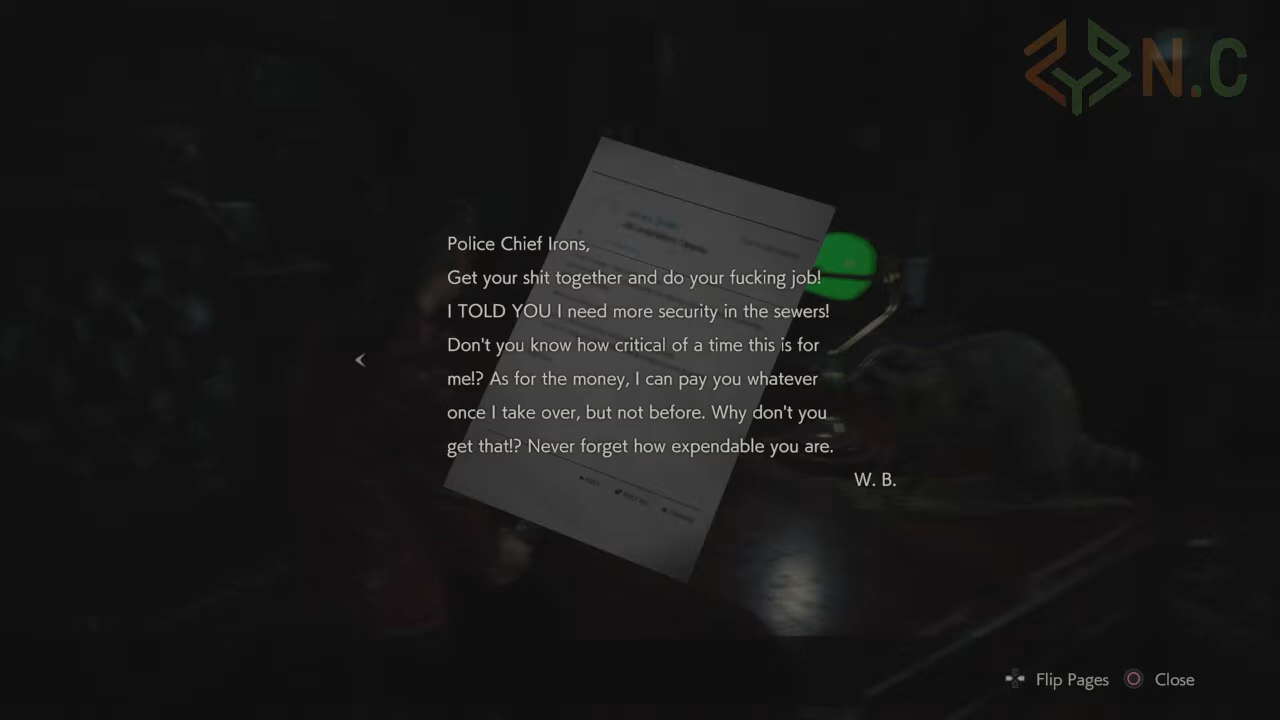 N.C
Police Chief Irons,
Get your shit together and do your fucking job!
I TOLD YOU I need more security in the sewers!
Don't you know how critical of a time this is for
me!? As for the money, I can pay you whatever
once I take over, but not before. Why don't you
get that!? Never forget how expendable you are.
W. B.
Flip Pages
Close